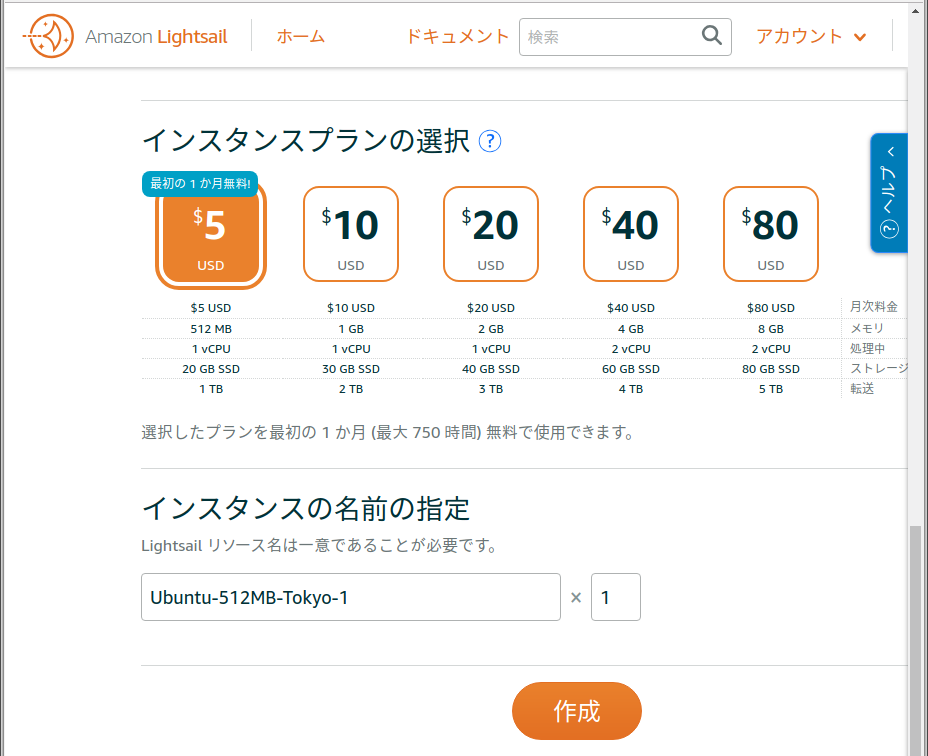 Amazon Lightsail ホーム ドキュメント 検索 アカウント
インスタンスプランの選択 ?
最初の 1 か月無料!
$5 $10 $20 $40 $80
USD USD USD USD USD
$5 USD $10 USD $20 USD $40 USD $80 USD 月次料金
512 MB 1 GB 2 GB 4 GB 8 GB メモリ
1 vCPU 1 vCPU 1 vCPU 2 vCPU 2 vCPU 処理中
20 GB SSD 30 GB SSD 40 GB SSD 60 GB SSD 80 GB SSD ストレージ
1 TB 2 TB 3 TB 4 TB 5 TB 転送
? ヘルプ
選択したプランを最初の 1 か月 (最大 750 時間) 無料で使用できます。
インスタンスの名前の指定
Lightsail リソース名は一意であることが必要です。
Ubuntu-512MB-Tokyo-1 × 1
作成